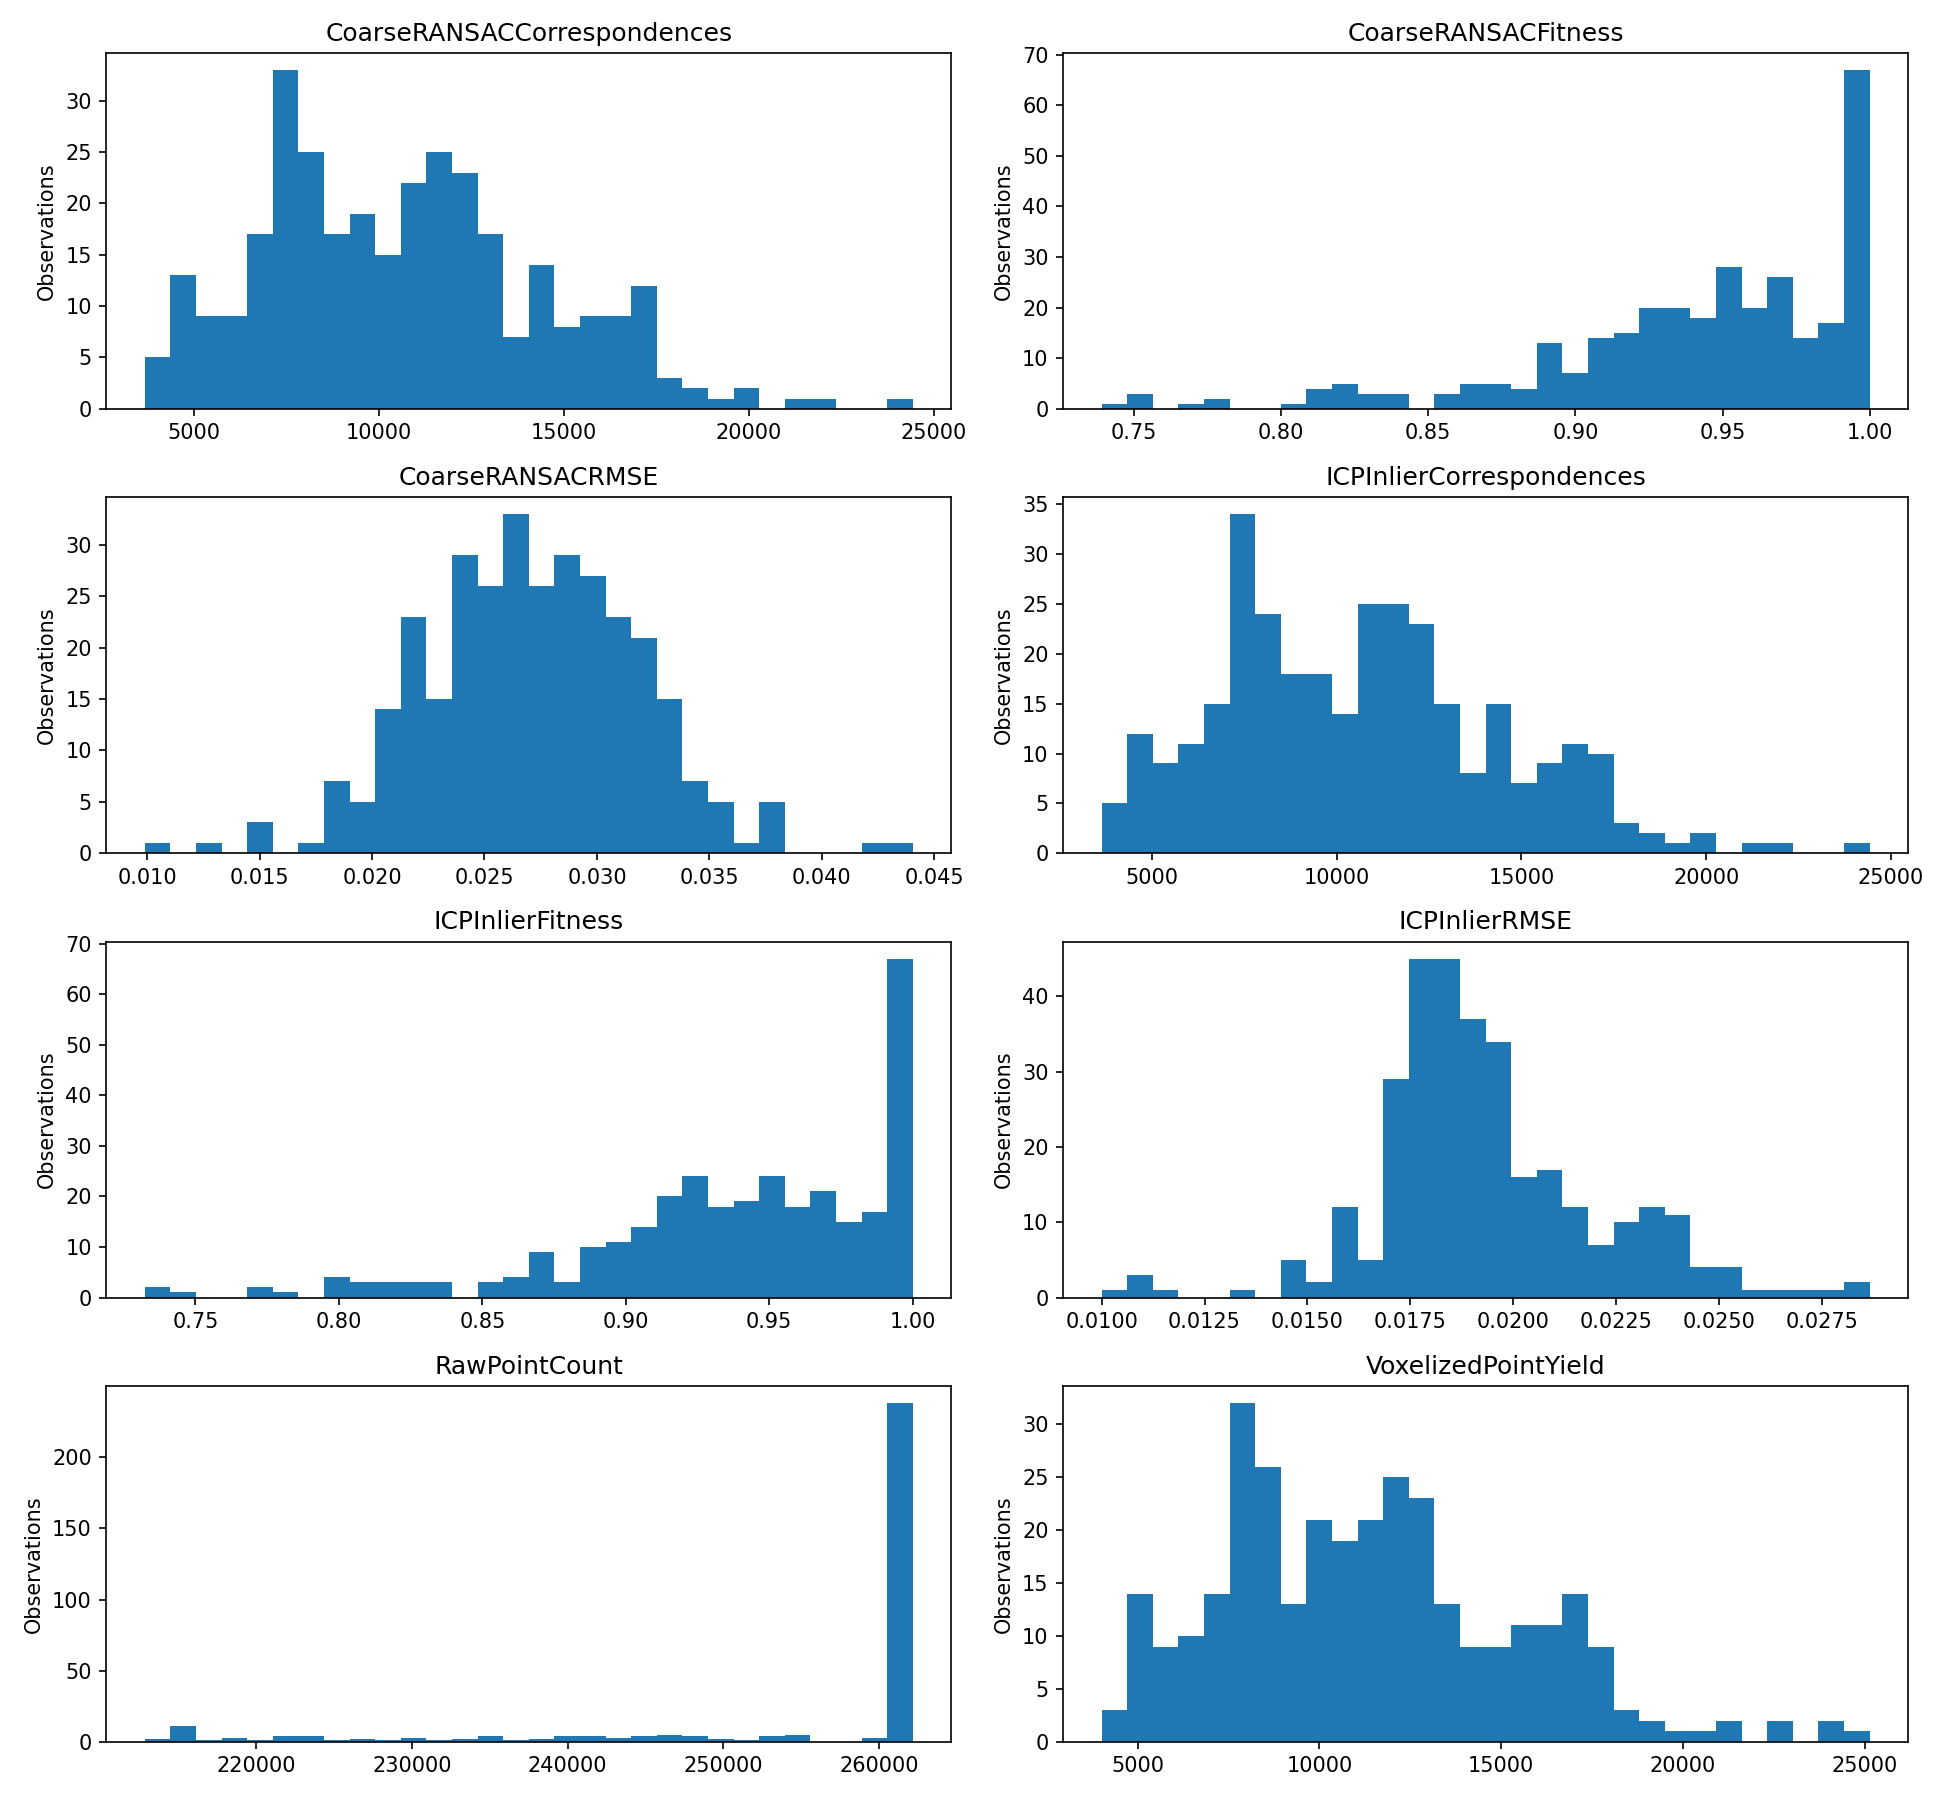 CoarseRANSACCorrespondences
Observations
0
5
10
15
20
25
30
5000 10000 15000 20000 25000
CoarseRANSACFitness
Observations
0
10
20
30
40
50
60
70
0.75 0.80 0.85 0.90 0.95 1.00
CoarseRANSACRMSE
Observations
0
5
10
15
20
25
30
0.010 0.015 0.020 0.025 0.030 0.035 0.040 0.045
ICPInlierCorrespondences
Observations
0
5
10
15
20
25
30
35
5000 10000 15000 20000 25000
ICPInlierFitness
Observations
0
10
20
30
40
50
60
70
0.75 0.80 0.85 0.90 0.95 1.00
ICPInlierRMSE
Observations
0
10
20
30
40
0.0100 0.0125 0.0150 0.0175 0.0200 0.0225 0.0250 0.0275
RawPointCount
Observations
0
50
100
150
200
220000 230000 240000 250000 260000
VoxelizedPointYield
Observations
0
5
10
15
20
25
30
5000 10000 15000 20000 25000